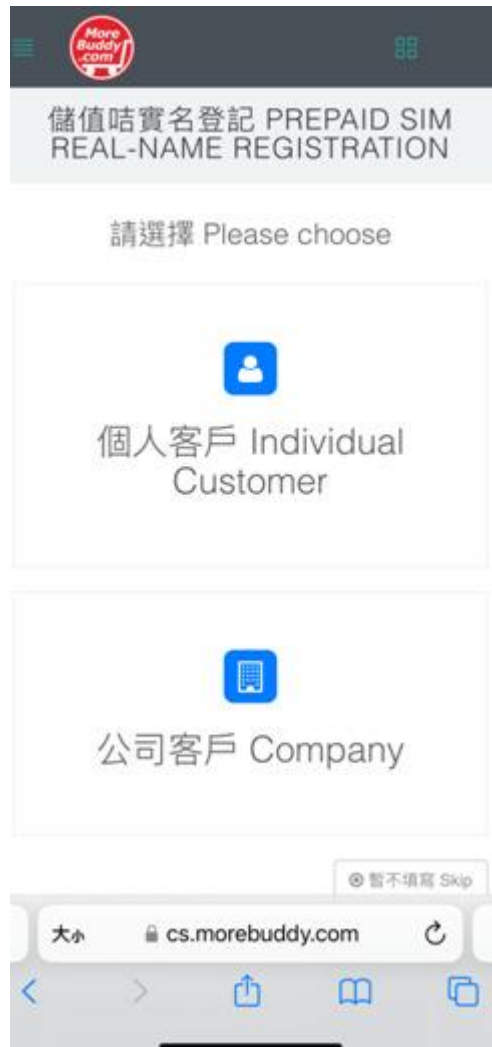 More
Buddy
.com
儲值咭實名登記 PREPAID SIM
REAL-NAME REGISTRATION
請選擇 Please choose
個人客戶 Individual
Customer
公司客戶 Company
暫不填寫 Skip
大小 cs.morebuddy.com